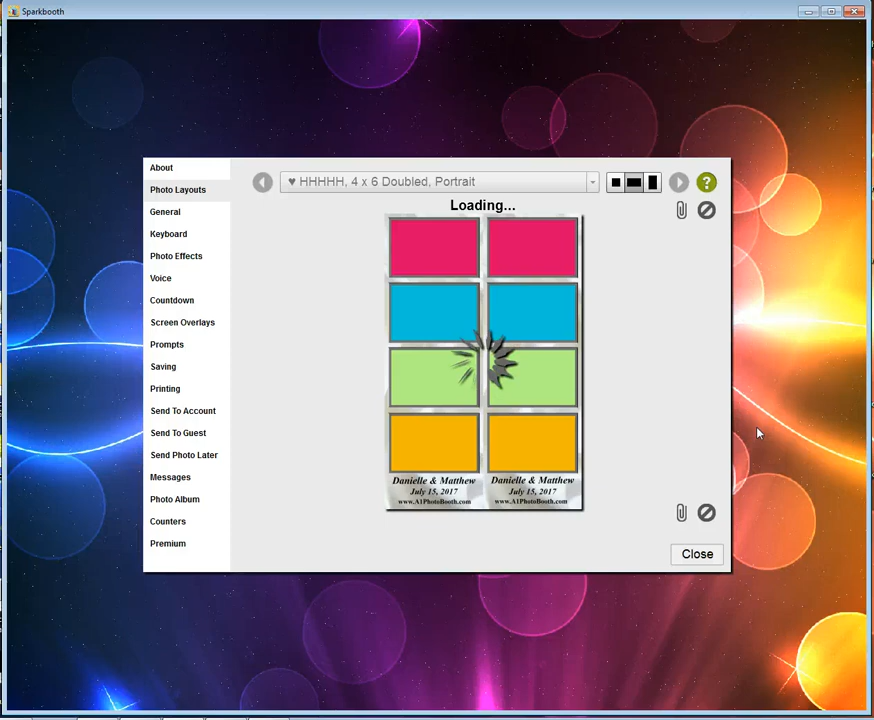 Sparkbooth
About
Photo Layouts
General
Keyboard
Photo Effects
Voice
Countdown
Screen Overlays
Prompts
Saving
Printing
Send To Account
Send To Guest
Send Photo Later
Messages
Photo Album
Counters
Premium
♥ HHHHH, 4 x 6 Doubled, Portrait
?
Loading...
Danielle & Matthew
July 15, 2017
www.A1PhotoBooth.com
Danielle & Matthew
July 15, 2017
www.A1PhotoBooth.com
Close